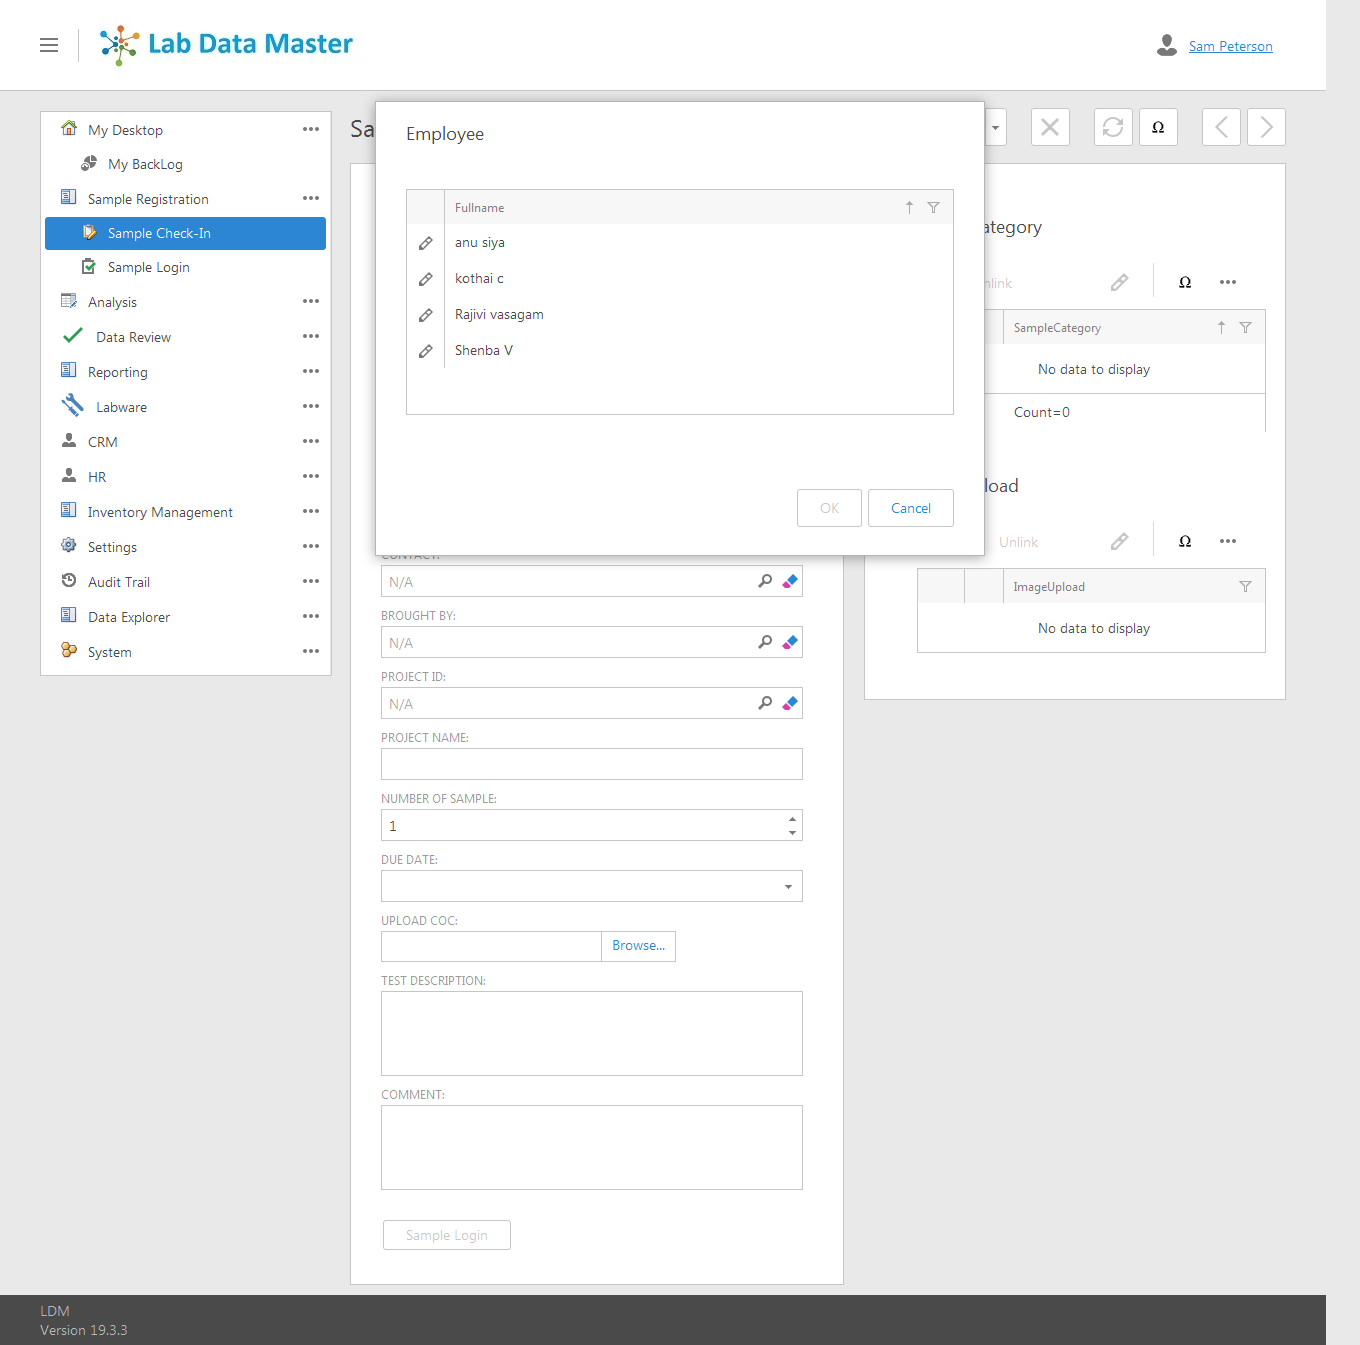 Lab Data Master
Sam Peterson
My Desktop
My BackLog
Sample Registration
Sample Check-In
Sample Login
Analysis
Data Review
Reporting
Labware
CRM
HR
Inventory Management
Settings
Audit Trail
Data Explorer
System
Sa
Ω
Employee
Fullname
anu siya
kothai c
Rajivi vasagam
Shenba V
OK
Cancel
CONTACT:
N/A
BROUGHT BY:
N/A
PROJECT ID:
N/A
PROJECT NAME:
NUMBER OF SAMPLE:
1
DUE DATE:
UPLOAD COC:
Browse...
TEST DESCRIPTION:
COMMENT:
Sample Login
ategory
nlink
Ω
SampleCategory
No data to display
Count=0
load
Unlink
Ω
ImageUpload
No data to display
LDM
Version 19.3.3